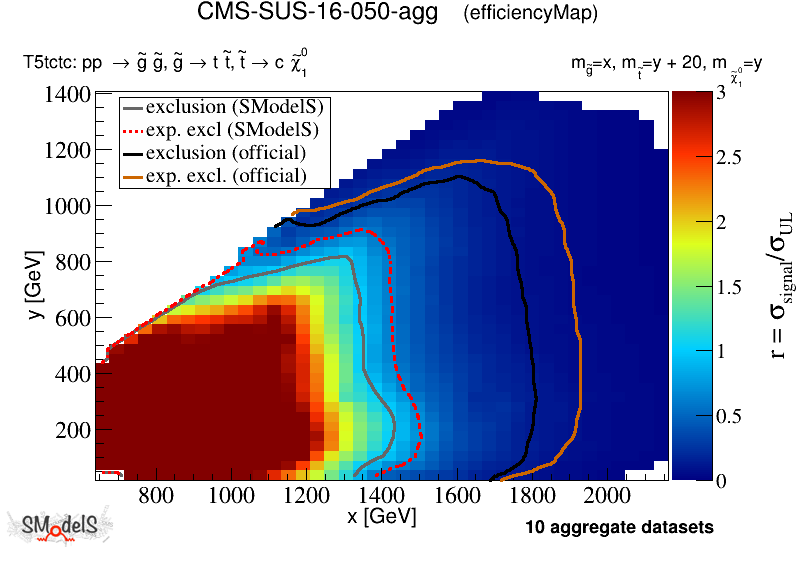 CMS-SUS-16-050-agg (efficiencyMap)
T5tctc: pp → g̃ g̃, g̃ → t t̃, t̃ → c χ̃⁰₁
m_g̃=x, m_t̃=y + 20, m_χ̃⁰₁=y
exclusion (SModelS)
exp. excl (SModelS)
exclusion (official)
exp. excl. (official)
1400
1200
1000
800
600
400
200
y [GeV]
800 1000 1200 1400 1600 1800 2000
x [GeV]
3
2.5
2
1.5
1
0.5
0
r = σ_signal/σ_UL
SModelS
10 aggregate datasets